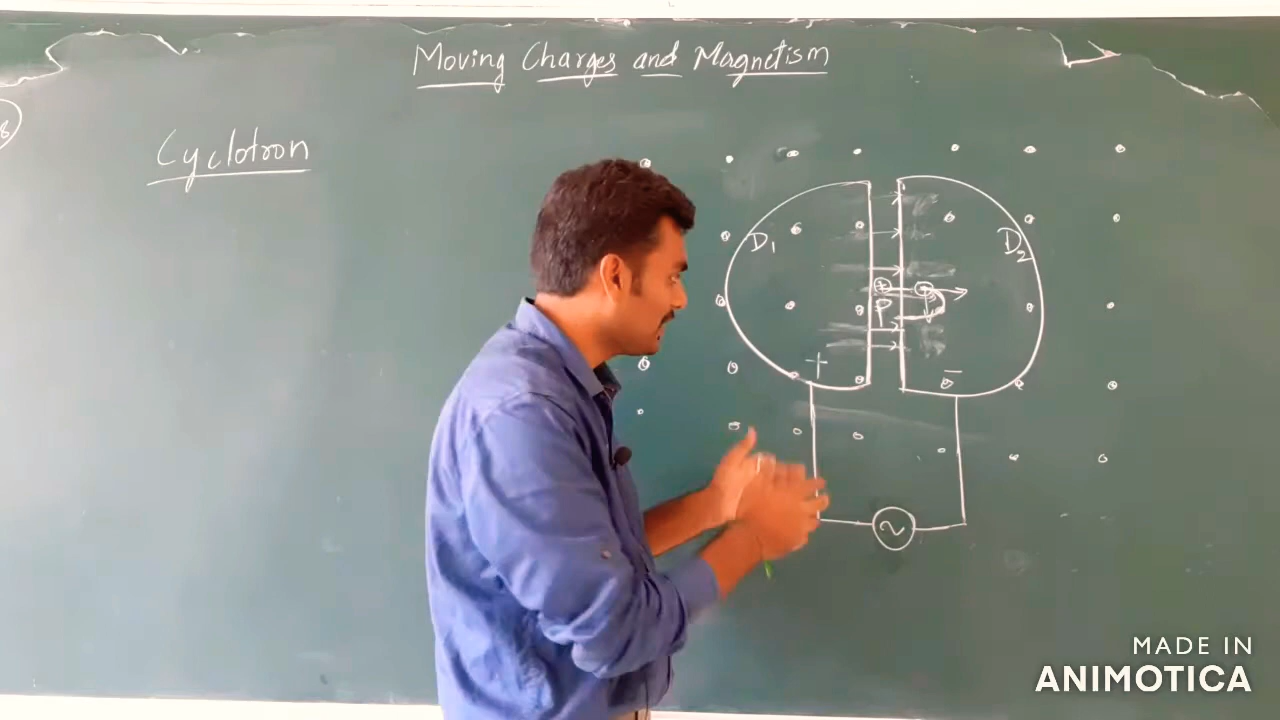 Moving Charges and Magnetism
Cyclotron
D₁
D₂
P
+
−
~
MADE IN
ANIMOTICA